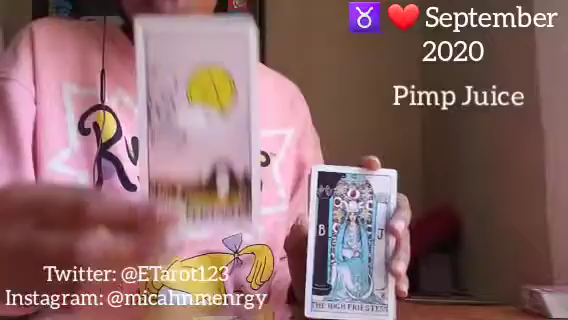 ♉ ❤️ September
2020
Pimp Juice
B
J
THE HIGH PRIESTESS
Twitter: @ETarot123
Instagram: @micahnmenrgy